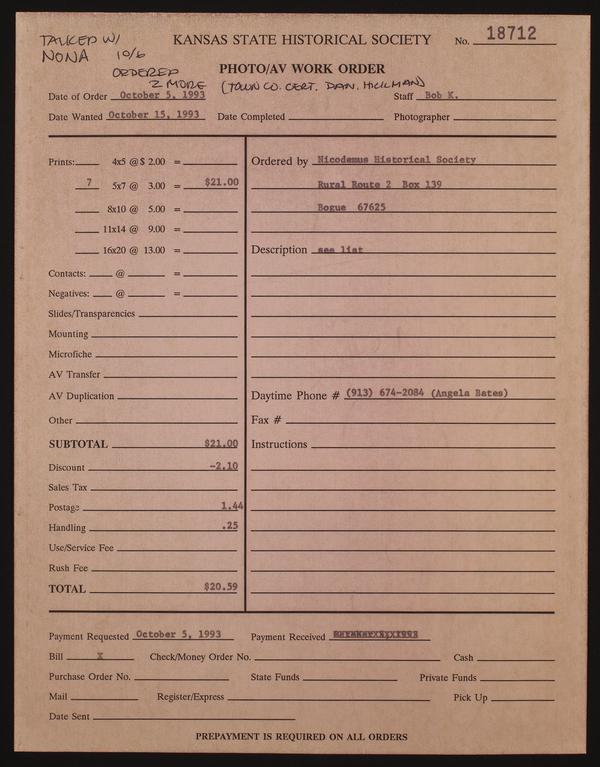 TALKED W/ KANSAS STATE HISTORICAL SOCIETY No. 18712
NONA 10/6
ORDERED PHOTO/AV WORK ORDER
2 MORE (TOWN CO. CERT. DAN. HICKMAN)
Date of Order October 5, 1993 Staff Bob K.
Date Wanted October 15, 1993 Date Completed Photographer
Prints: 4x5 @ $ 2.00 = Ordered by Nicodemus Historical Society
7 5x7 @ 3.00 = $21.00 Rural Route 2 Box 139
8x10 @ 5.00 = Bogue 67625
11x14 @ 9.00 =
16x20 @ 13.00 = Description see list
Contacts: @ =
Negatives: @ =
Slides/Transparencies
Mounting
Microfiche
AV Transfer
AV Duplication Daytime Phone # (913) 674-2084 (Angela Bates)
Other Fax #
SUBTOTAL $21.00 Instructions
Discount -2.10
Sales Tax
Postage 1.44
Handling .25
Use/Service Fee
Rush Fee
TOTAL $20.59
Payment Requested October 5, 1993 Payment Received
Bill X Check/Money Order No. Cash
Purchase Order No. State Funds Private Funds
Mail Register/Express Pick Up
Date Sent
PREPAYMENT IS REQUIRED ON ALL ORDERS